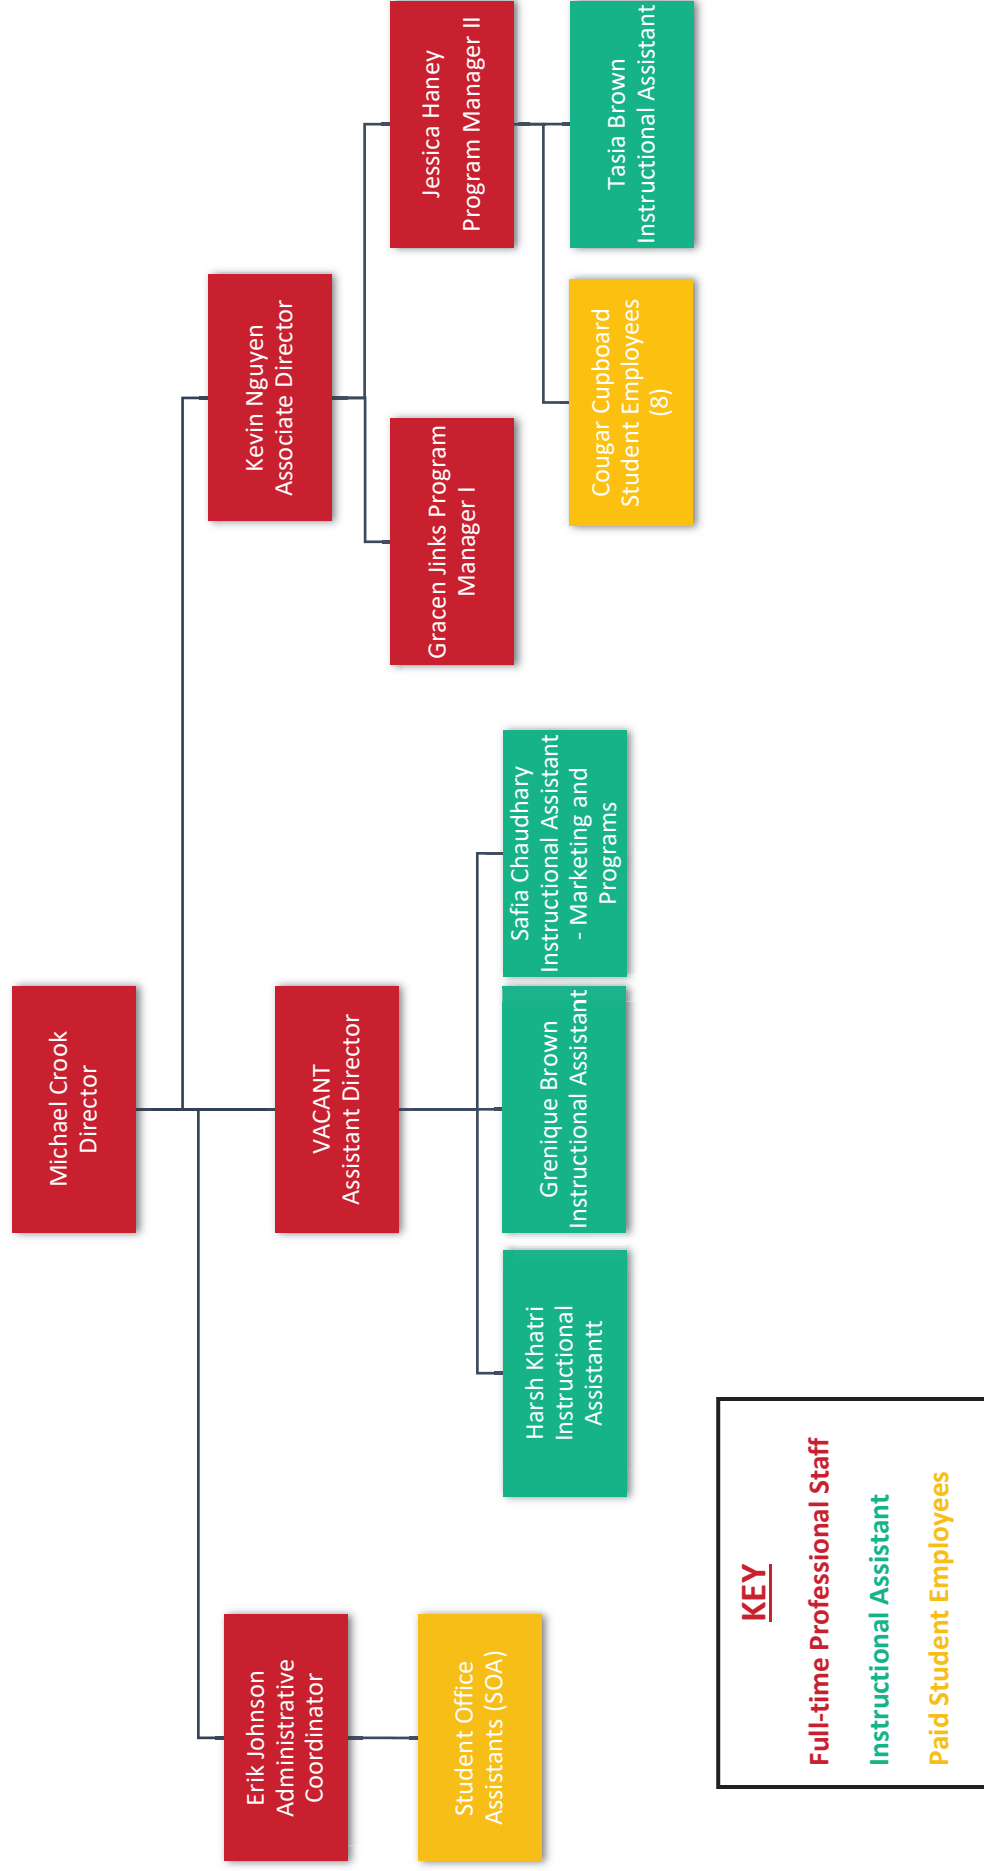 Michael Crook
Director
Erik Johnson
Administrative
Coordinator
VACANT
Assistant Director
Kevin Nguyen
Associate Director
Student Office
Assistants (SOA)
Gracen Jinks Program
Manager I
Jessica Haney
Program Manager II
Harsh Khatri
Instructional
Assistantt
Grenique Brown
Instructional Assistant
Safia Chaudhary
Instructional Assistant
- Marketing and
Programs
Cougar Cupboard
Student Employees
(8)
Tasia Brown
Instructional Assistant
KEY
Full-time Professional Staff
Instructional Assistant
Paid Student Employees